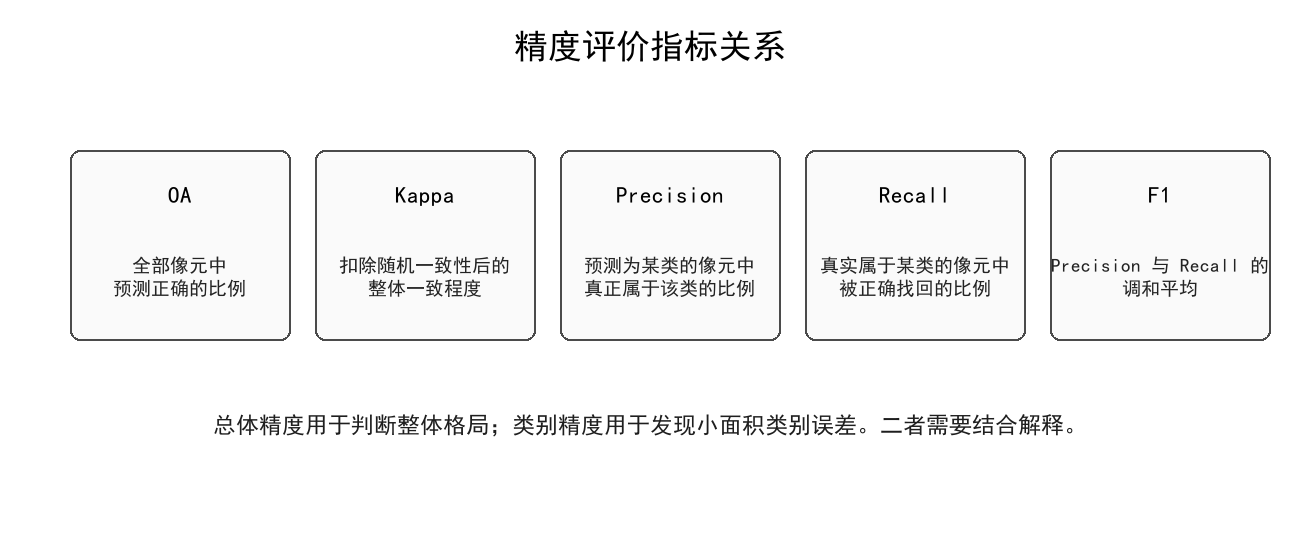 精度评价指标关系
OA
全部像元中
预测正确的比例
Kappa
扣除随机一致性后的
整体一致程度
Precision
预测为某类的像元中
真正属于该类的比例
Recall
真实属于某类的像元中
被正确找回的比例
F1
Precision 与 Recall 的
调和平均
总体精度用于判断整体格局；类别精度用于发现小面积类别误差。二者需要结合解释。